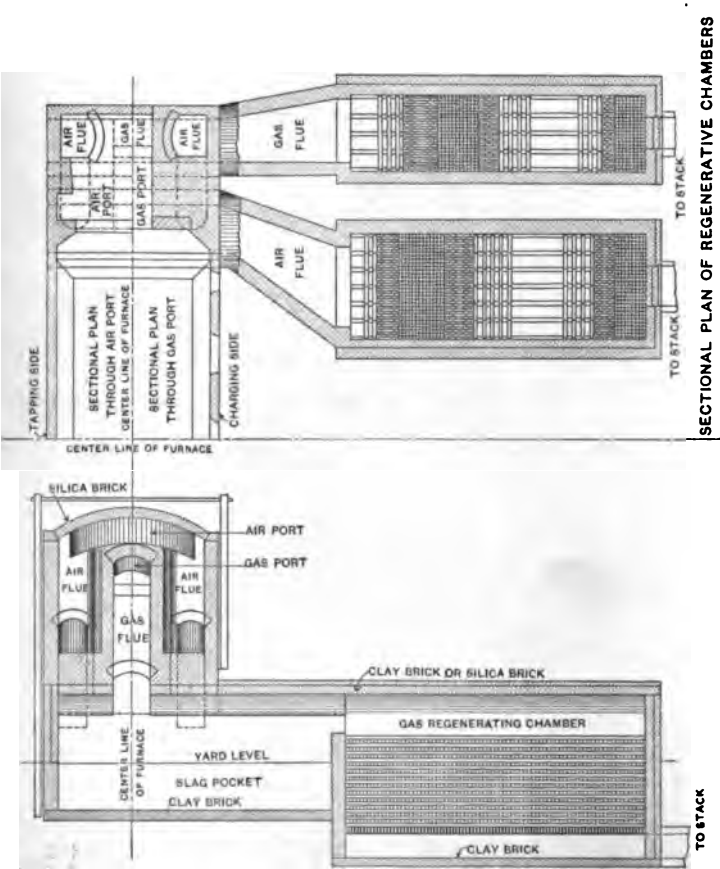 AIR
FLUE
GAS
FLUE
AIR
FLUE
AIR
PORT
GAS PORT
GAS
FLUE
TO STACK
AIR
FLUE
TO STACK
SECTIONAL PLAN OF REGENERATIVE CHAMBERS
TAPPING SIDE
SECTIONAL PLAN
THROUGH AIR PORT
CENTER LINE OF FURNACE
SECTIONAL PLAN
THROUGH GAS PORT
CHARGING SIDE
CENTER LINE OF FURNACE
SILICA BRICK
AIR PORT
GAS PORT
AIR
FLUE
AIR
FLUE
GAS
FLUE
CLAY BRICK OR SILICA BRICK
GAS REGENERATING CHAMBER
CENTER LINE
OF FURNACE
YARD LEVEL
SLAG POCKET
CLAY BRICK
CLAY BRICK
TO STACK